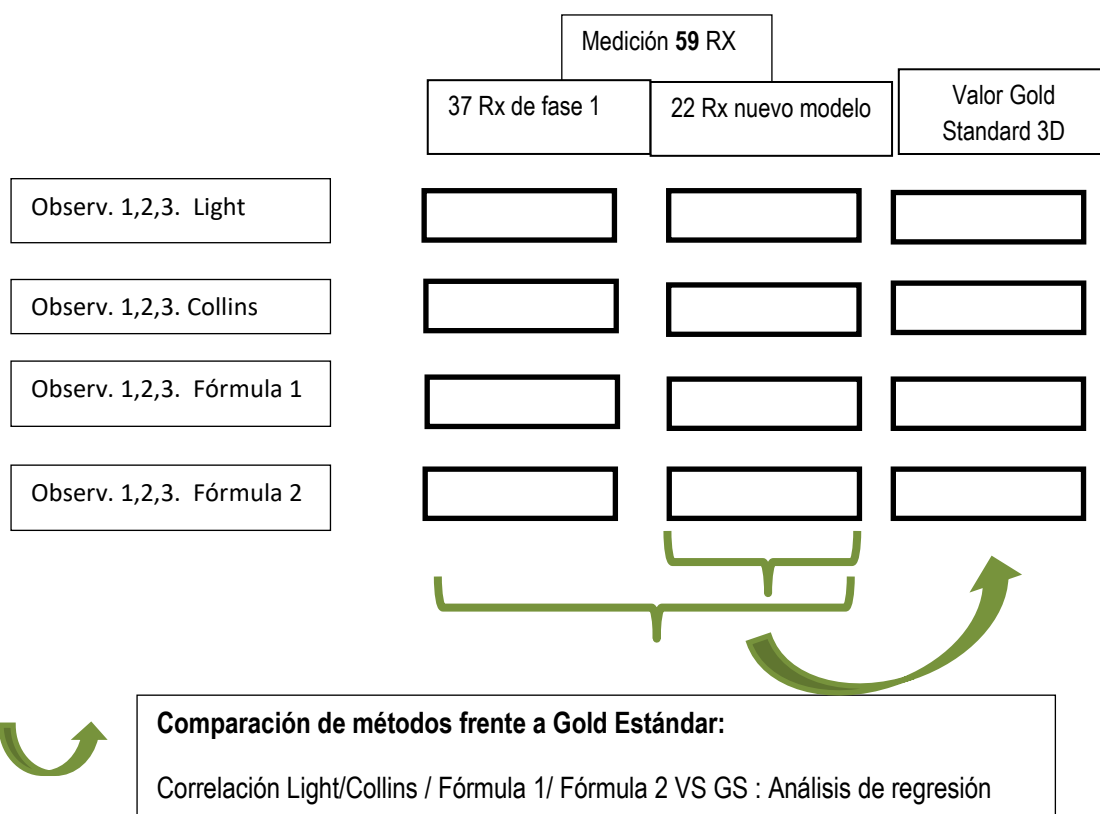 Medición 59 RX
37 Rx de fase 1
22 Rx nuevo modelo
Valor Gold
Standard 3D
Observ. 1,2,3. Light
Observ. 1,2,3. Collins
Observ. 1,2,3. Fórmula 1
Observ. 1,2,3. Fórmula 2
Comparación de métodos frente a Gold Estándar:
Correlación Light/Collins / Fórmula 1/ Fórmula 2 VS GS : Análisis de regresión